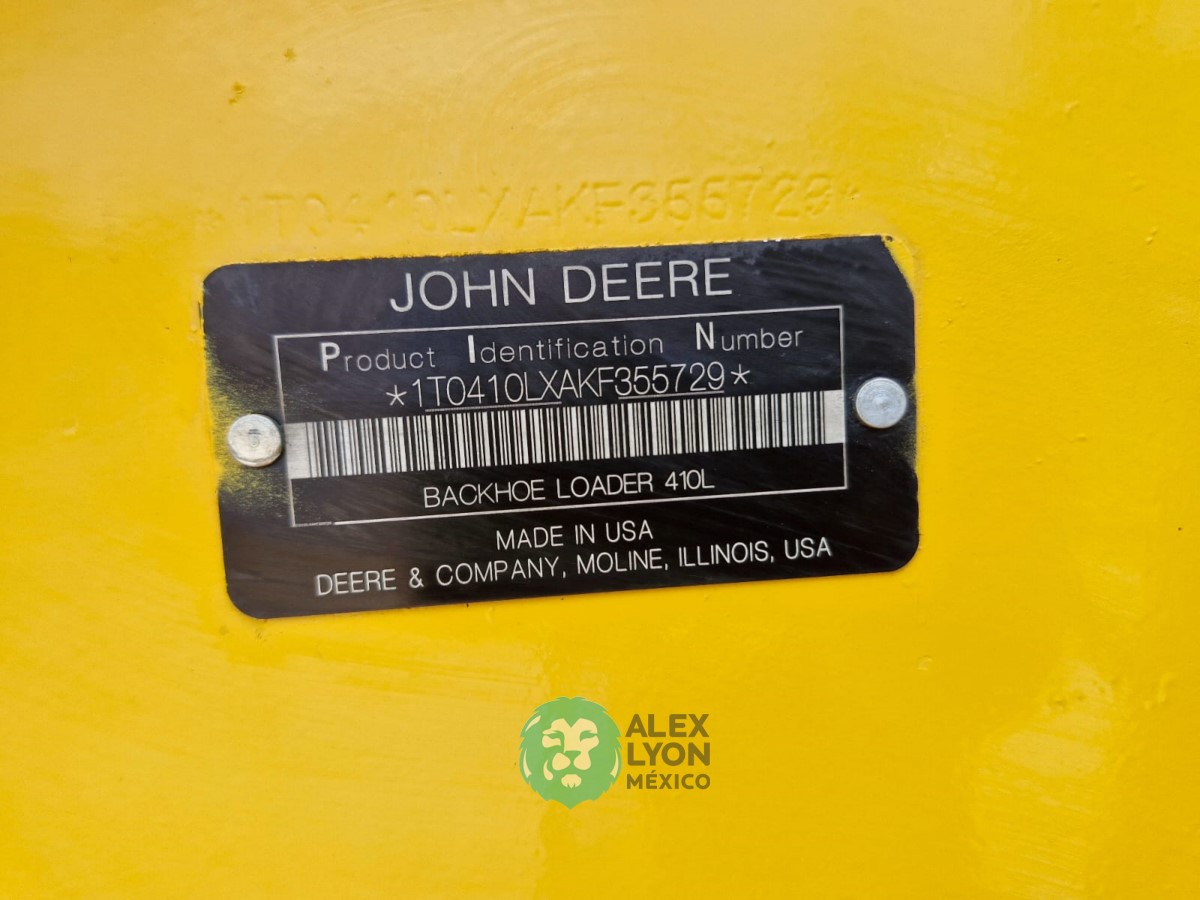 *1T0410LXAKF355729*
JOHN DEERE
Product Identification Number
*1T0410LXAKF355729*
BACKHOE LOADER 410L
MADE IN USA
DEERE & COMPANY, MOLINE, ILLINOIS, USA
ALEX
LYON
MÉXICO